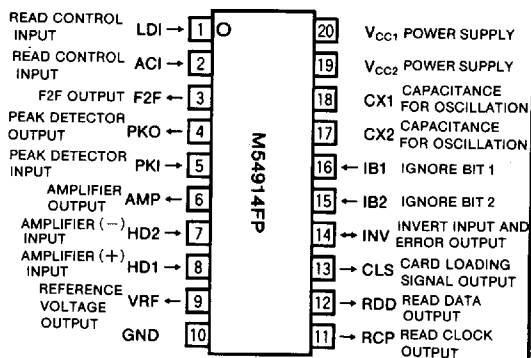 READ CONTROL INPUT LDI → 1
READ CONTROL INPUT ACI → 2
F2F OUTPUT F2F ← 3
PEAK DETECTOR OUTPUT PKO ← 4
PEAK DETECTOR INPUT PKI → 5
AMPLIFIER OUTPUT AMP ← 6
AMPLIFIER (−) INPUT HD2 → 7
AMPLIFIER (+) INPUT HD1 → 8
REFERENCE VOLTAGE OUTPUT VRF ← 9
GND 10
M54914FP
20 VCC1 POWER SUPPLY
19 VCC2 POWER SUPPLY
18 CX1 CAPACITANCE FOR OSCILLATION
17 CX2 CAPACITANCE FOR OSCILLATION
16 ← IB1 IGNORE BIT 1
15 ← IB2 IGNORE BIT 2
14 ↔ INV INVERT INPUT AND ERROR OUTPUT
13 → CLS CARD LOADING SIGNAL OUTPUT
12 → RDD READ DATA OUTPUT
11 → RCP READ CLOCK OUTPUT